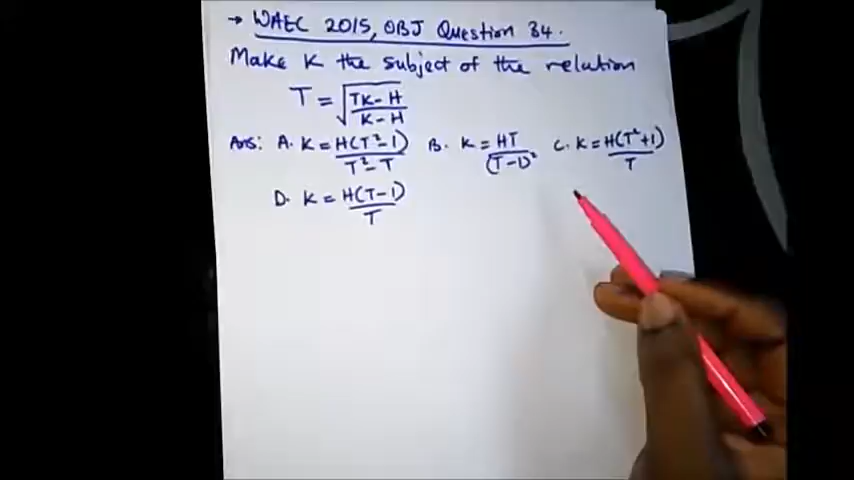 → WAEC 2015, OBJ Question 34.
Make K the subject of the relation
T = √((TK-H)/(K-H))
Ans: A. K = H(T²-1)/(T²-T) B. K = HT/(T-1)² C. K = H(T²+1)/T
D. K = H(T-1)/T